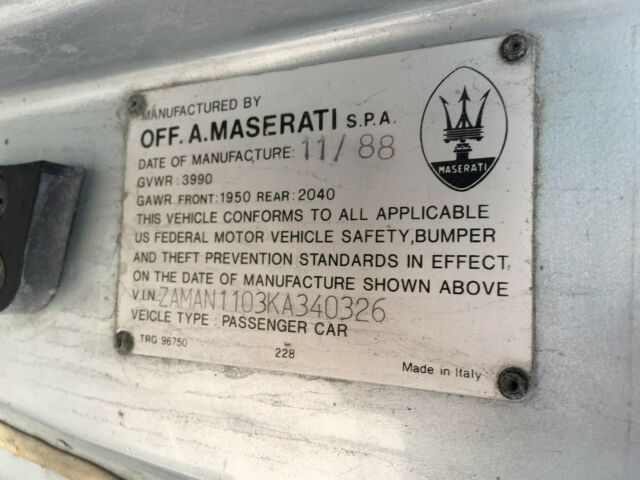 MANUFACTURED BY
OFF. A.MASERATI S.P.A.
DATE OF MANUFACTURE: 11/ 88
GVWR : 3990
GAWR FRONT:1950 REAR:2040
THIS VEHICLE CONFORMS TO ALL APPLICABLE
US FEDERAL MOTOR VEHICLE SAFETY,BUMPER
AND THEFT PREVENTION STANDARDS IN EFFECT
ON THE DATE OF MANUFACTURE SHOWN ABOVE
V.I.N. ZAMAN1103KA340326
VEICLE TYPE : PASSENGER CAR
TRG 96750
228
Made in Italy
MASERATI